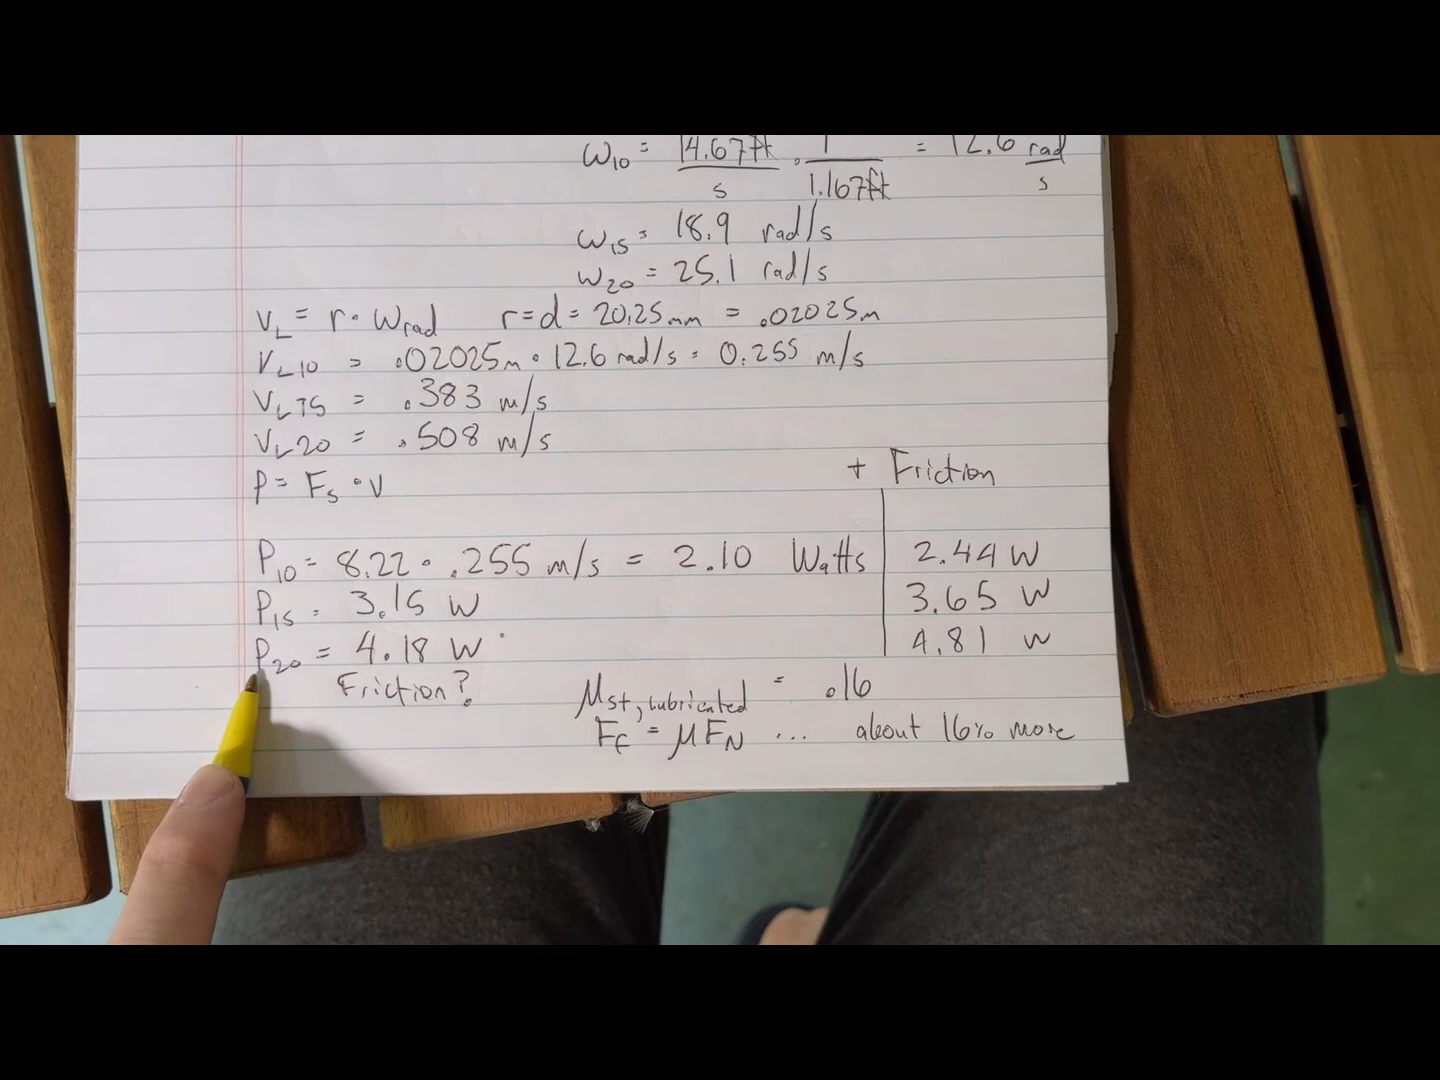 ω10 = 14.67ft/s · 1/1.167ft = 12.6 rad/s
ω15 = 18.9 rad/s
ω20 = 25.1 rad/s
VL = r · ωrad r=d= 20.25mm = .02025m
VL10 = .02025m · 12.6 rad/s = 0.255 m/s
VL15 = .383 m/s
VL20 = .508 m/s
P= Fs · v
+ Friction
P10 = 8.22 · .255 m/s = 2.10 Watts 2.44 W
P15 = 3.15 W 3.65 W
P20 = 4.18 W 4.81 W
Friction? μst, lubricated = .16
Ff = μFN ... about 16% more